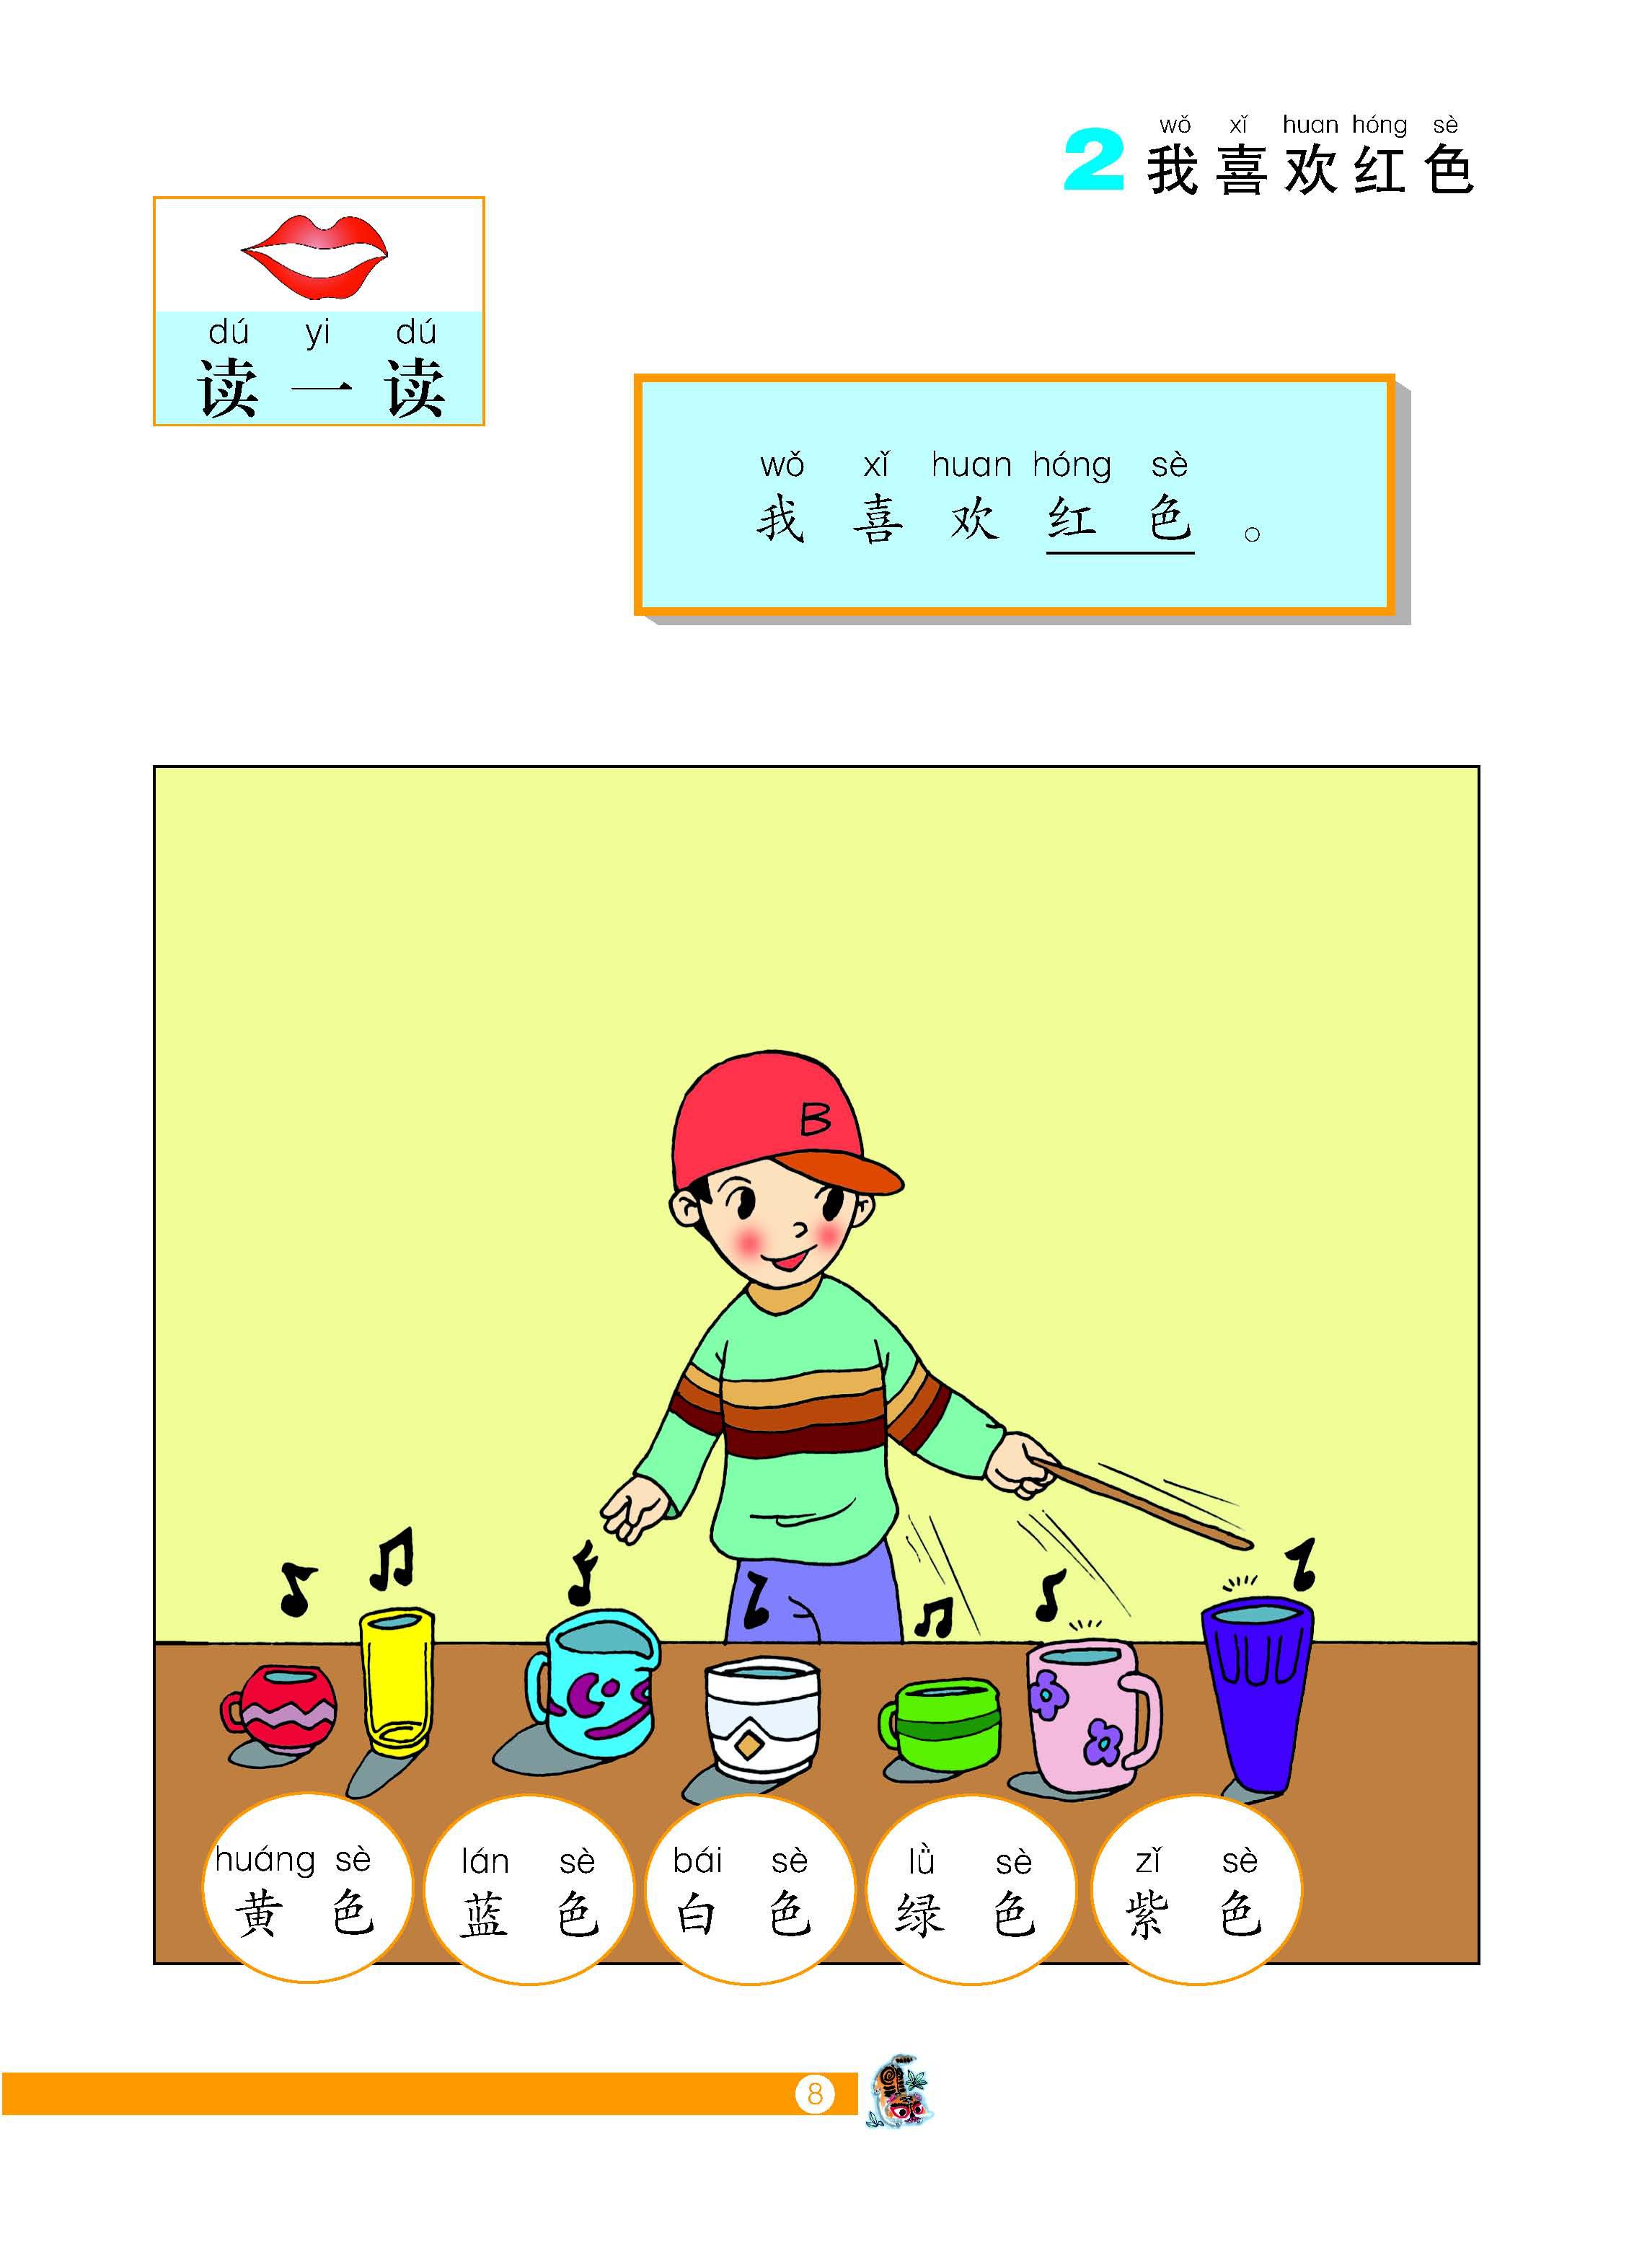 wǒ xǐ huan hóng sè
2 我喜欢红色
dú yi dú
读一读
wǒ xǐ huan hóng sè
我喜欢红色。
B
huáng sè lán sè bái sè lǜ sè zǐ sè
黄色 蓝色 白色 绿色 紫色
8